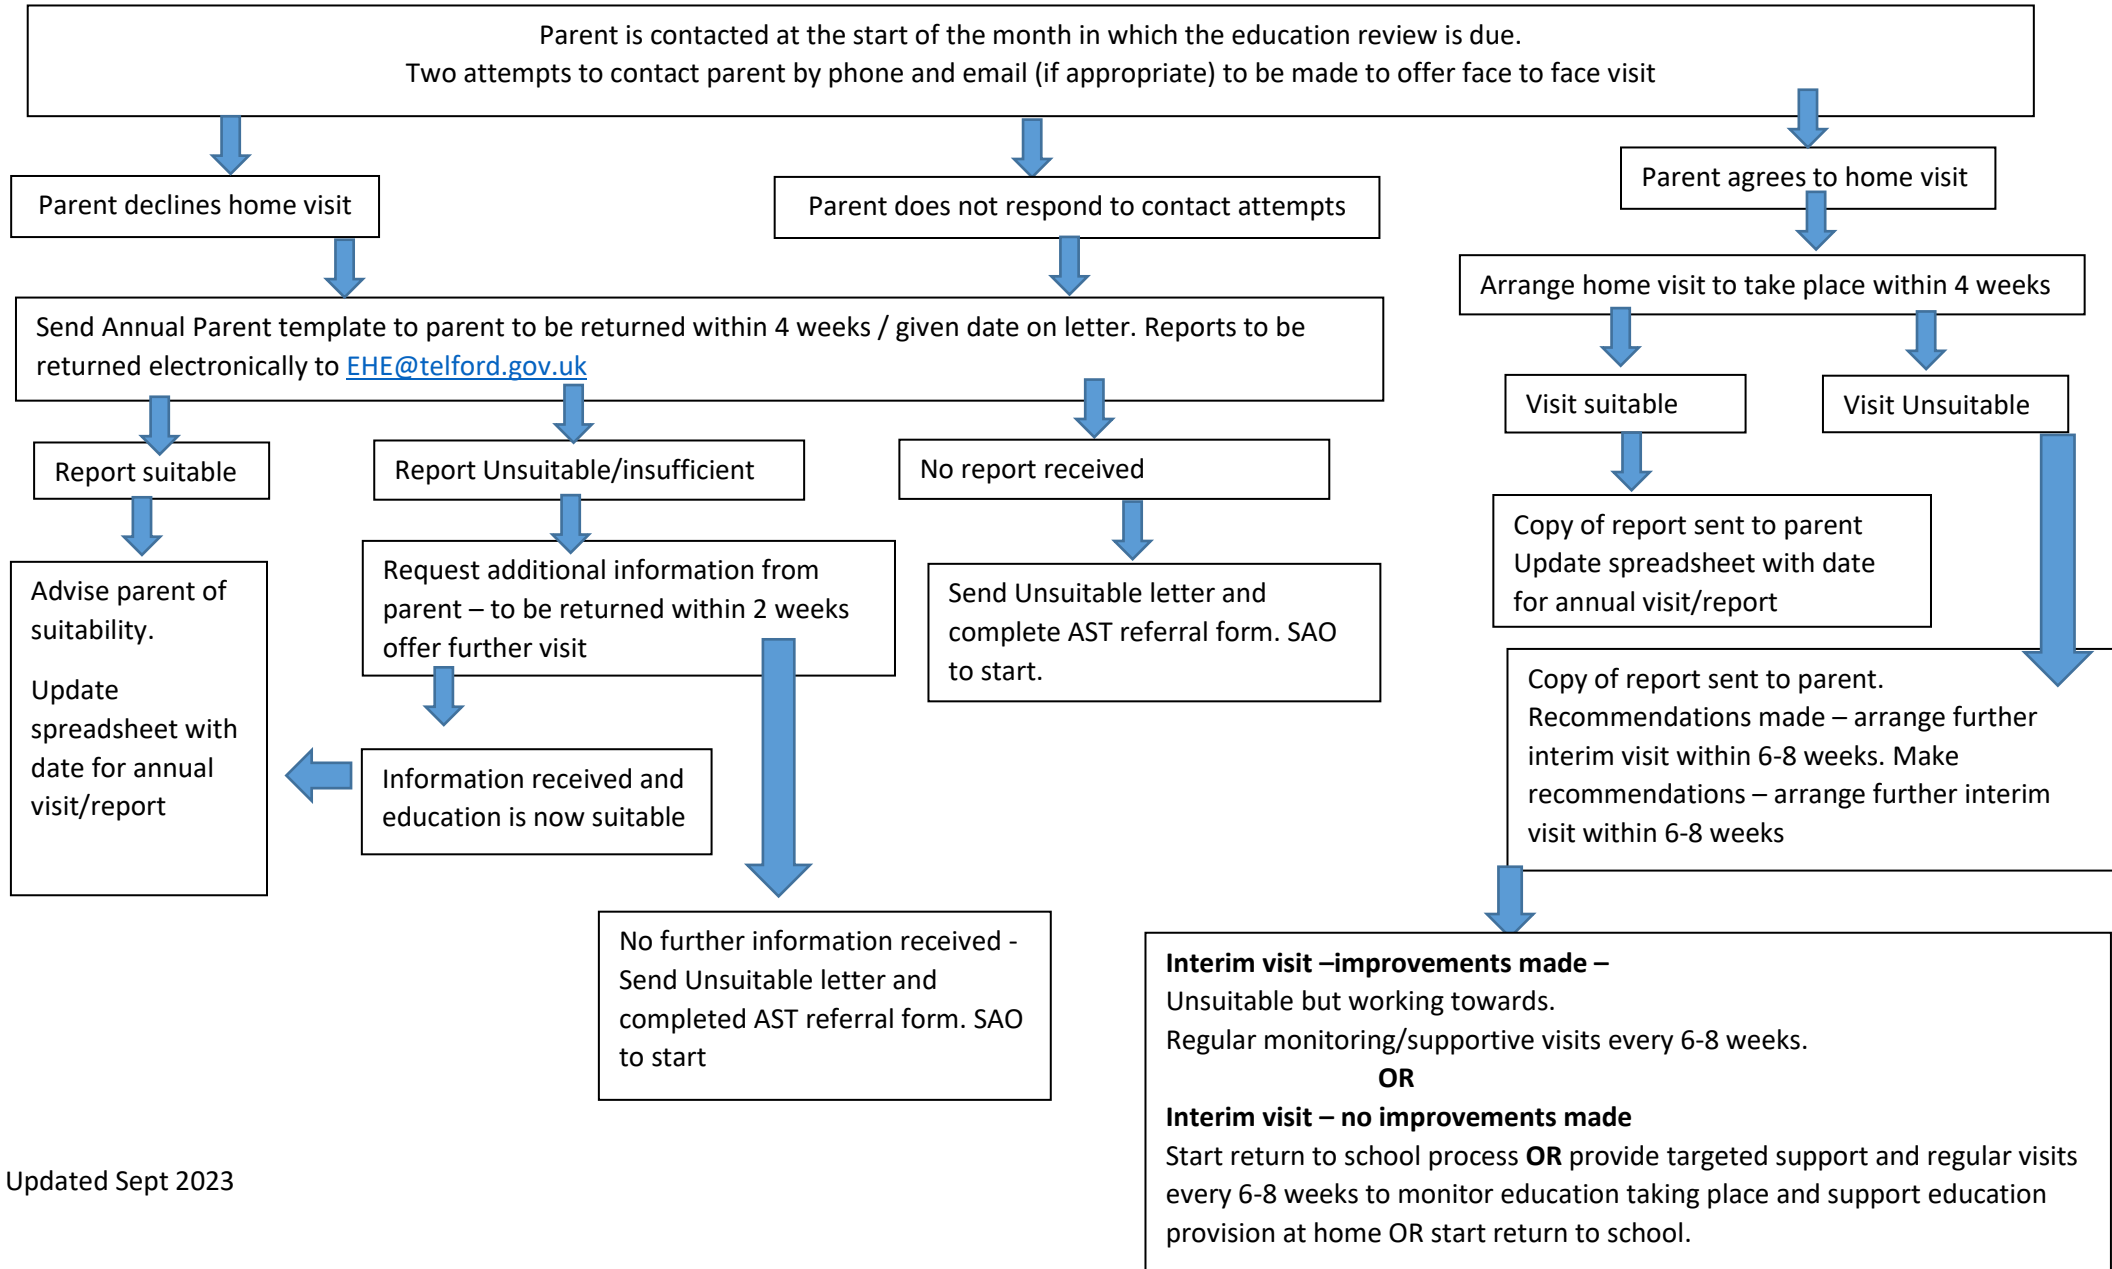 Parent is contacted at the start of the month in which the education review is due.
Two attempts to contact parent by phone and email (if appropriate) to be made to offer face to face visit
Parent declines home visit
Parent does not respond to contact attempts
Parent agrees to home visit
Arrange home visit to take place within 4 weeks
Send Annual Parent template to parent to be returned within 4 weeks / given date on letter. Reports to be
returned electronically to EHE@telford.gov.uk
Visit suitable
Visit Unsuitable
Report suitable
Report Unsuitable/insufficient
No report received
Copy of report sent to parent
Update spreadsheet with date
for annual visit/report
Advise parent of
suitability.
Update
spreadsheet with
date for annual
visit/report
Request additional information from
parent – to be returned within 2 weeks
offer further visit
Send Unsuitable letter and
complete AST referral form. SAO
to start.
Copy of report sent to parent.
Recommendations made – arrange further
interim visit within 6-8 weeks. Make
recommendations – arrange further interim
visit within 6-8 weeks
Information received and
education is now suitable
No further information received -
Send Unsuitable letter and
completed AST referral form. SAO
to start
Interim visit –improvements made –
Unsuitable but working towards.
Regular monitoring/supportive visits every 6-8 weeks.
OR
Interim visit – no improvements made
Start return to school process OR provide targeted support and regular visits
every 6-8 weeks to monitor education taking place and support education
provision at home OR start return to school.
Updated Sept 2023